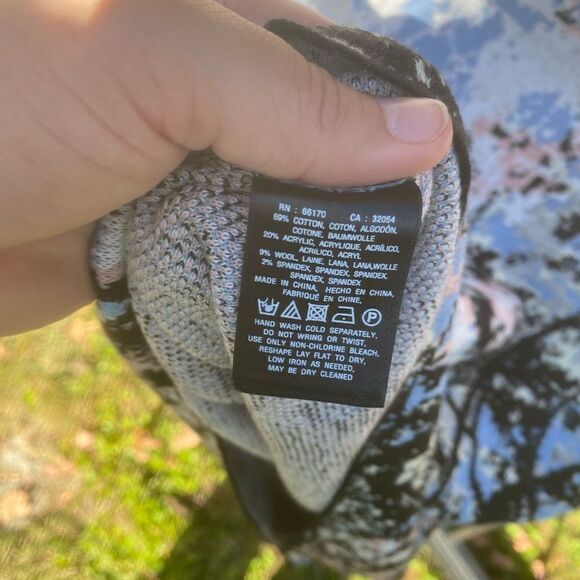 RN : 66170 CA : 32054
69% COTTON, COTON, ALGODÓN,
COTONE, BAUMWOLLE
20% ACRYLIC, ACRYLIQUE, ACRÍLICO,
ACRILICO, ACRYL
9% WOOL, LAINE, LANA, LANA,WOLLE
2% SPANDEX, SPANDEX, SPANDEX,
SPANDEX, SPANDEX
MADE IN CHINA, HECHO EN CHINA,
FABRIQUÉ EN CHINE.
P
HAND WASH COLD SEPARATELY.
DO NOT WRING OR TWIST.
USE ONLY NON-CHLORINE BLEACH.
RESHAPE LAY FLAT TO DRY.
LOW IRON AS NEEDED,
MAY BE DRY CLEANED